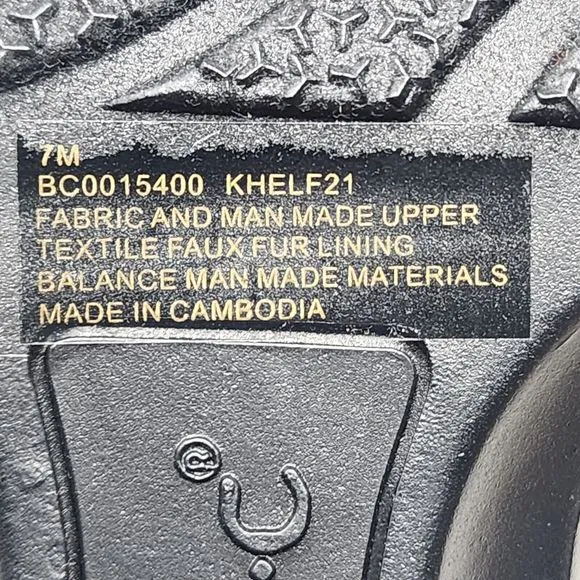 7M
BC0015400 KHELF21
FABRIC AND MAN MADE UPPER
TEXTILE FAUX FUR LINING
BALANCE MAN MADE MATERIALS
MADE IN CAMBODIA
®